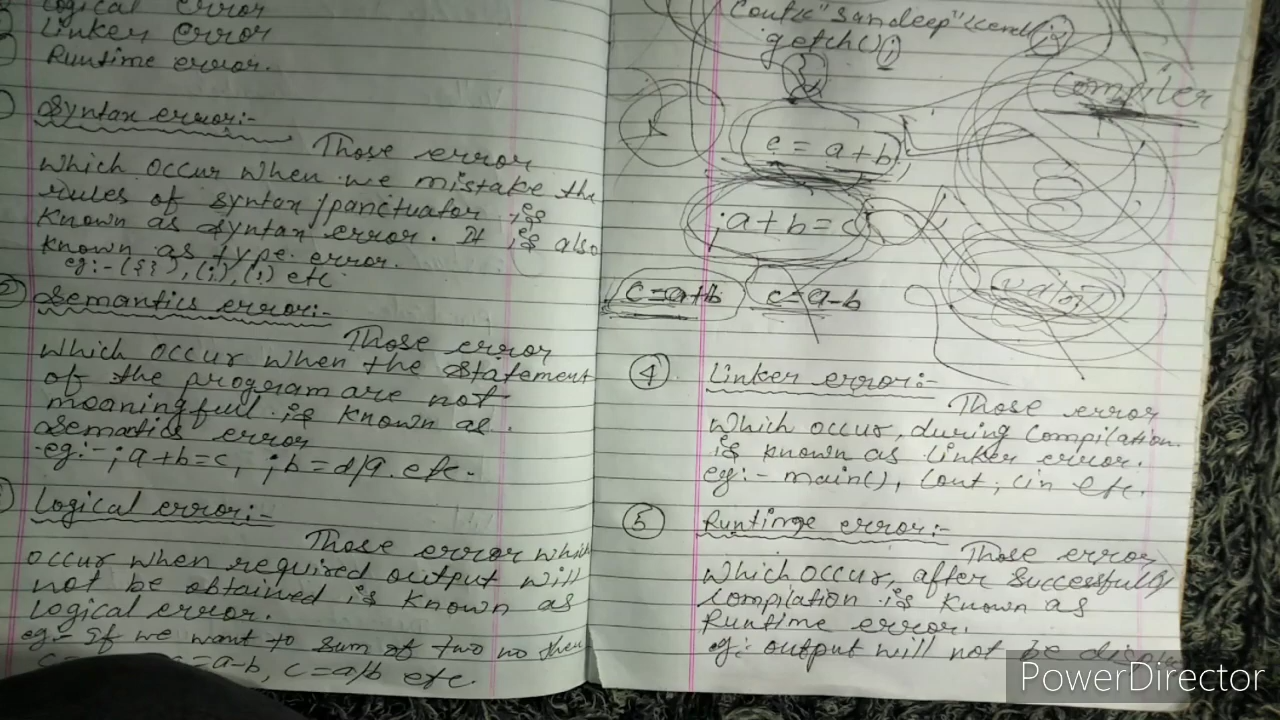 Logical error
Linker error
Runtime error.
Syntax error:-
Those error
which occur when we mistake the
rules of syntax/panctuator is
known as syntax error. It is also
known as type error.
eg:- ({}), (;), (!) etc
Semantics error:-
Those error
which occur when the statement
of the program are not
meaningfull is known as
Semantics error
eg:- ;a+b=c, ;b=d/a. etc.
Logical error:-
Those error which
occur when required output will
not be obtained is known as
Logical error.
eg:- If we want to sum of two no then
c=a-b, c=a/b etc.
Cout<<"Sandeep"<<endl;
getch();
}
Compiler
c=a+b;
;a+b=c
c=a+b c=a-b
④ Linker error:-
Those error
which occur, during compilation.
is known as linker error.
eg:- main(), Cout, cin etc.
⑤ Runtinge error:-
Those error
which occur, after successfully
compilation is known as
Runtime error.
eg: output will not be
PowerDirector